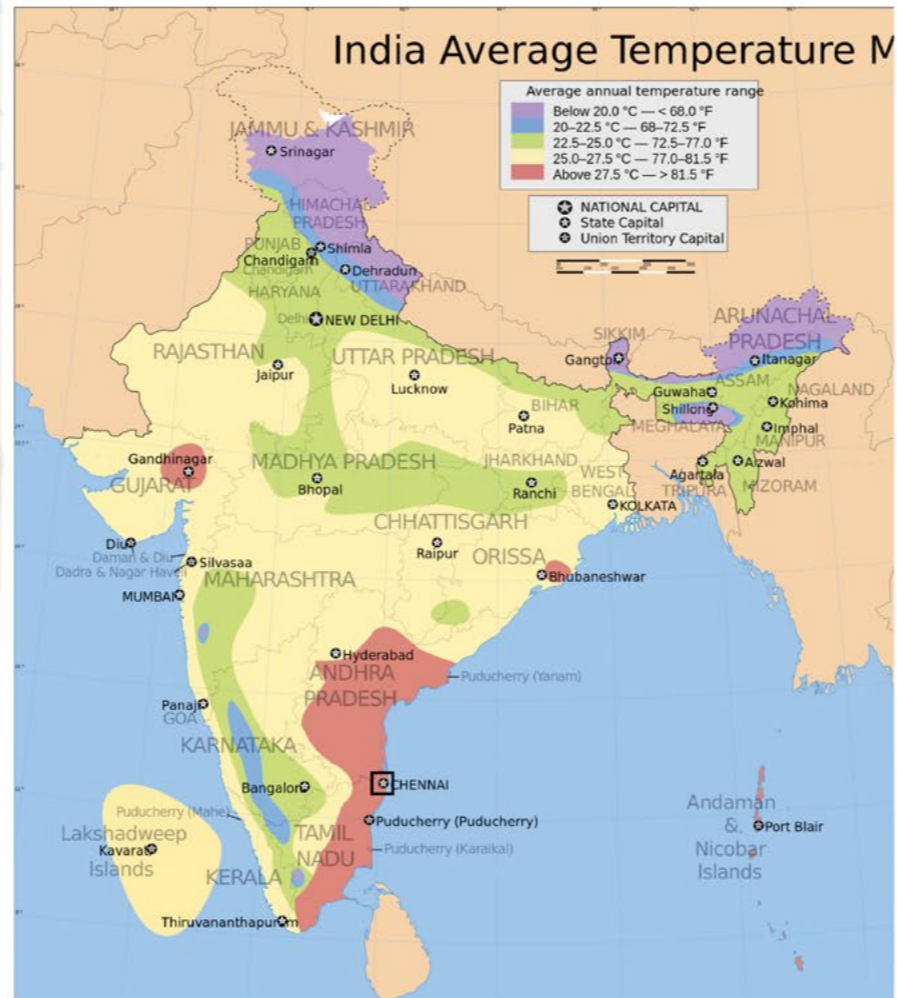 India Average Temperature M
Average annual temperature range
Below 20.0 °C — < 68.0 °F
20–22.5 °C — 68–72.5 °F
22.5–25.0 °C — 72.5–77.0 °F
25.0–27.5 °C — 77.0–81.5 °F
Above 27.5 °C — > 81.5 °F
NATIONAL CAPITAL
State Capital
Union Territory Capital
JAMMU & KASHMIR
Srinagar
HIMACHAL
PRADESH
PUNJAB
Shimla
Chandigarh
Chandigarh
Dehradun
UTTARAKHAND
HARYANA
Delhi
NEW DELHI
ARUNACHAL
PRADESH
SIKKIM
Gangtok
Itanagar
RAJASTHAN
UTTAR PRADESH
Jaipur
Lucknow
ASSAM
NAGALAND
Guwahati
Kohima
BIHAR
Shillong
Patna
MEGHALAYA
Imphal
MANIPUR
Gandhinagar
MADHYA PRADESH
JHARKHAND
WEST
BENGAL
Agartala
Aizwal
GUJARAT
Bhopal
Ranchi
TRIPURA
MIZORAM
KOLKATA
CHHATTISGARH
Diu
Daman & Diu
Dadra & Nagar Haveli
Silvasaa
Raipur
ORISSA
MAHARASHTRA
Bhubaneshwar
MUMBAI
Hyderabad
ANDHRA
PRADESH
Puducherry (Yanam)
Panaji
GOA
KARNATAKA
Bangalore
CHENNAI
Puducherry (Mahe)
Puducherry (Puducherry)
Lakshadweep
Kavaratti
Islands
TAMIL
NADU
Puducherry (Karaikal)
KERALA
Andaman
&
Port Blair
Nicobar
Islands
Thiruvananthapuram